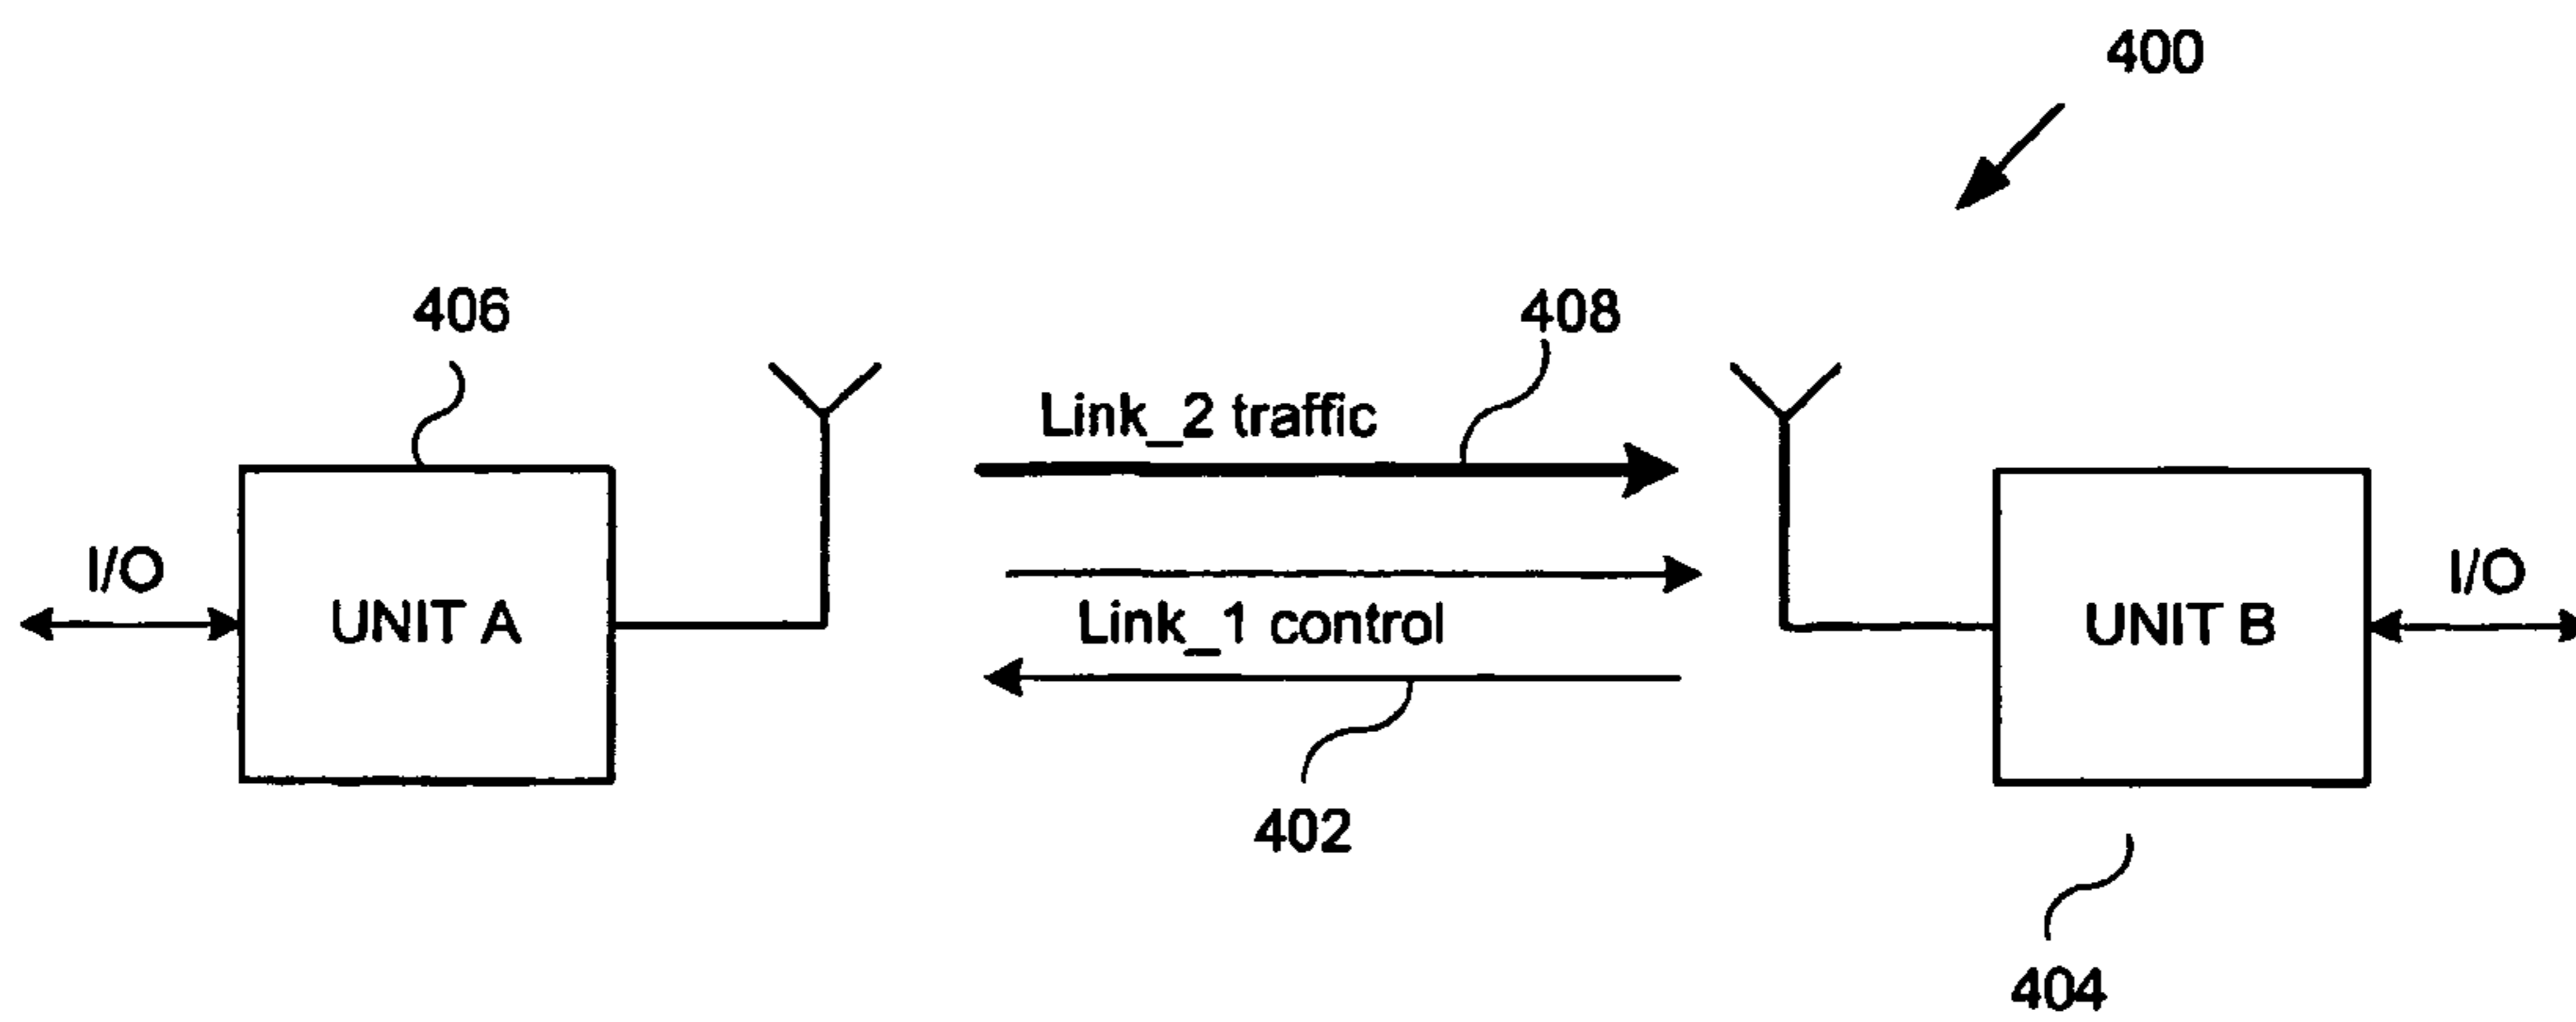 400
406
408
Link_2 traffic
I/O
UNIT A
Link_1 control
UNIT B
I/O
402
404